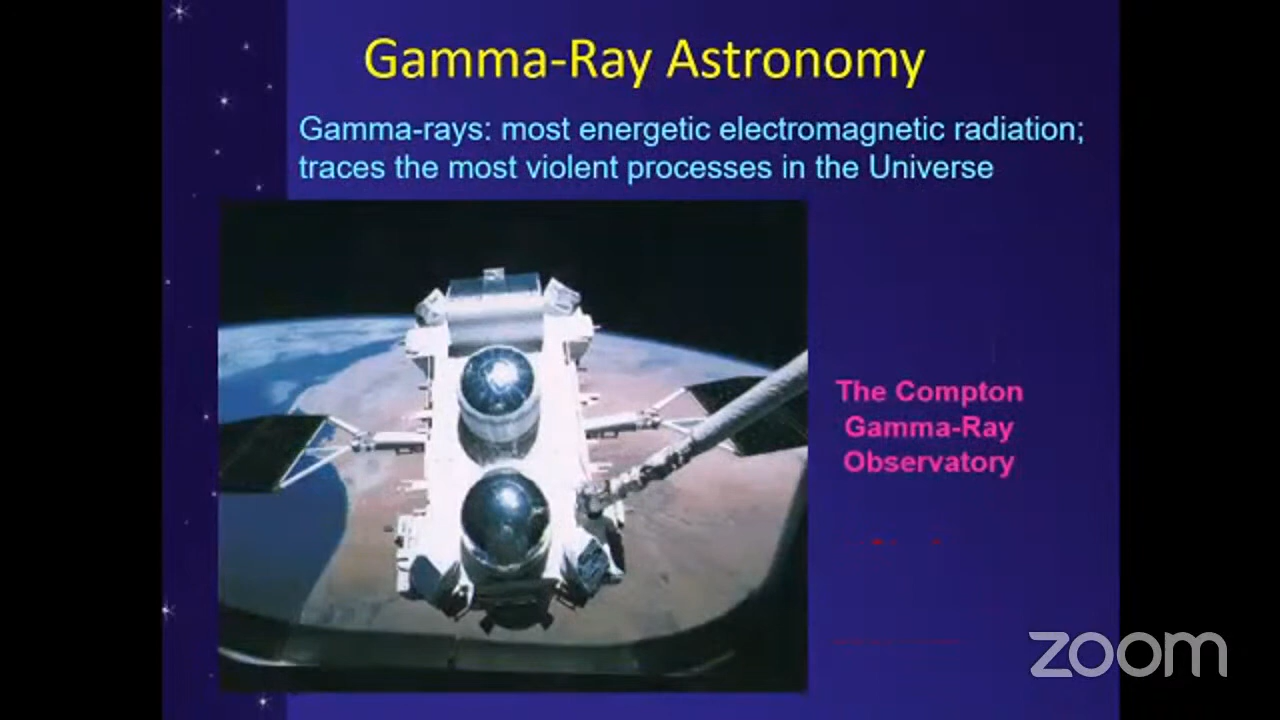 Gamma-Ray Astronomy
Gamma-rays: most energetic electromagnetic radiation;
traces the most violent processes in the Universe
The Compton
Gamma-Ray
Observatory
zoom